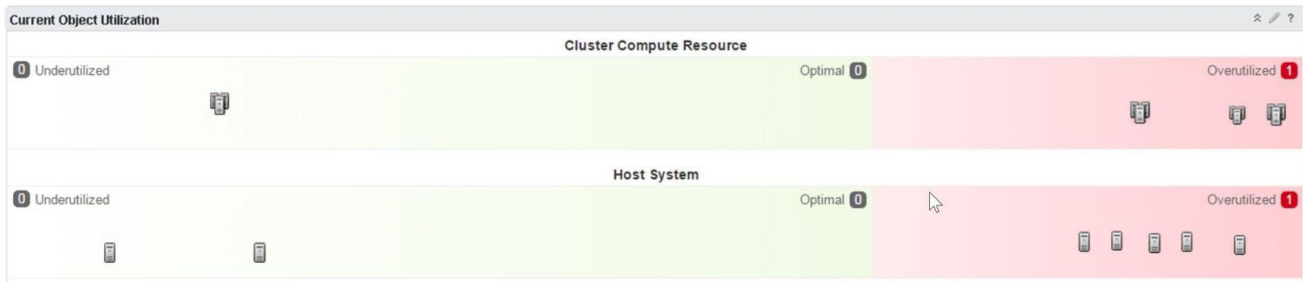 Current Object Utilization ?
Cluster Compute Resource
0 Underutilized Optimal 0 Overutilized 1
Host System
0 Underutilized Optimal 0 Overutilized 1